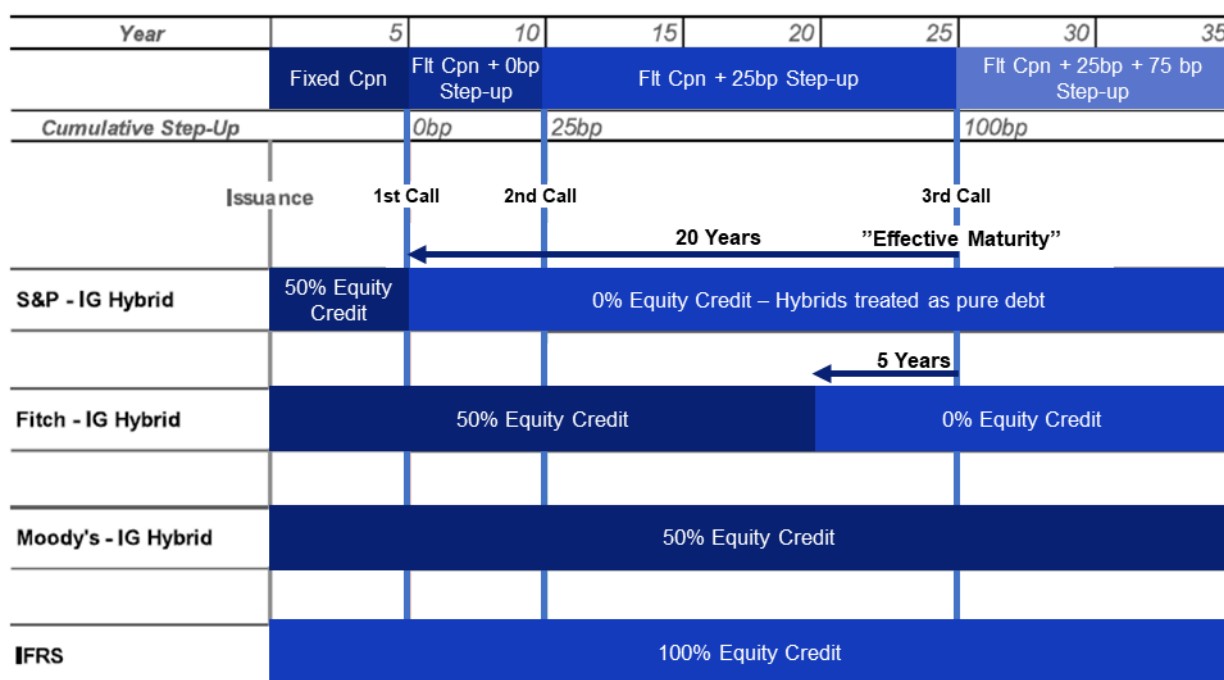 Year 5 10 15 20 25 30 35
Fixed Cpn
Flt Cpn + 0bp
Step-up
Flt Cpn + 25bp Step-up
Flt Cpn + 25bp + 75 bp
Step-up
Cumulative Step-Up 0bp 25bp 100bp
Issuance 1st Call 2nd Call 3rd Call
20 Years "Effective Maturity"
S&P - IG Hybrid
50% Equity
Credit
0% Equity Credit – Hybrids treated as pure debt
5 Years
Fitch - IG Hybrid 50% Equity Credit 0% Equity Credit
Moody's - IG Hybrid 50% Equity Credit
IFRS 100% Equity Credit